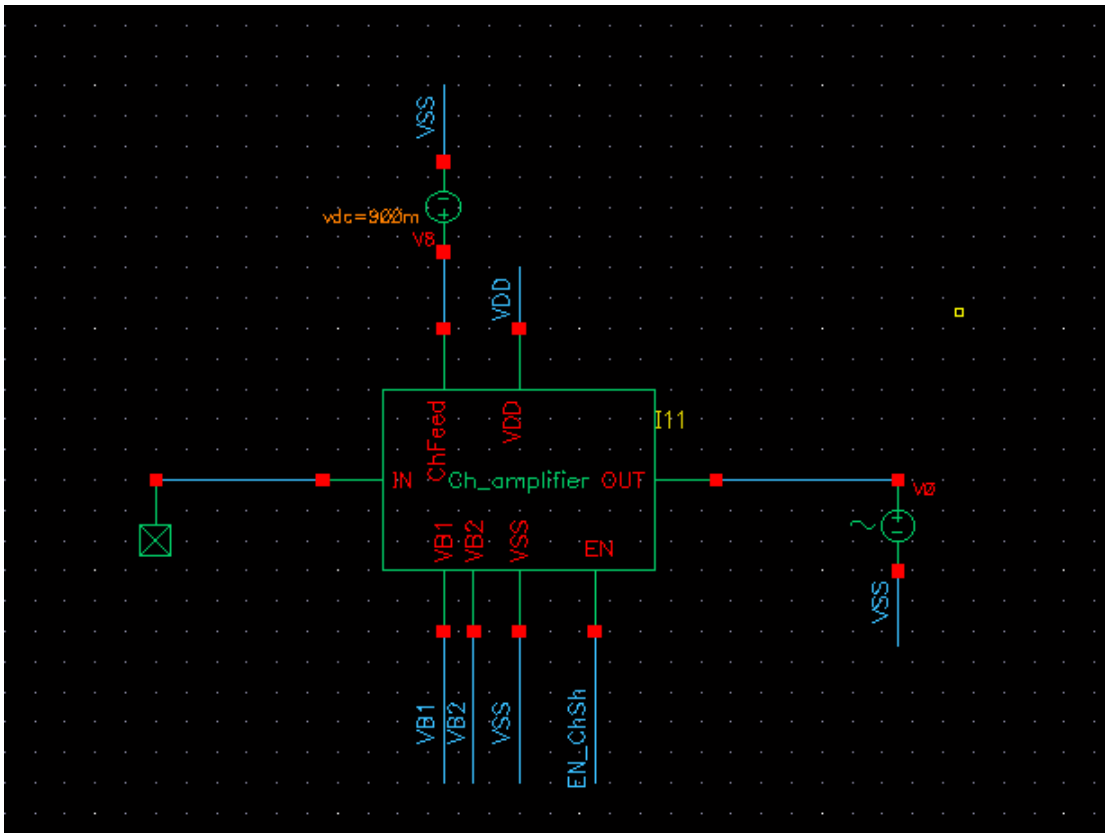 VSS
vdc=900m
V8
VDD
I11
ChFeed
VDD
IN
Ch_amplifier
OUT
V0
VB1
VB2
VSS
EN
VSS
VB1
VB2
VSS
EN_ChSh